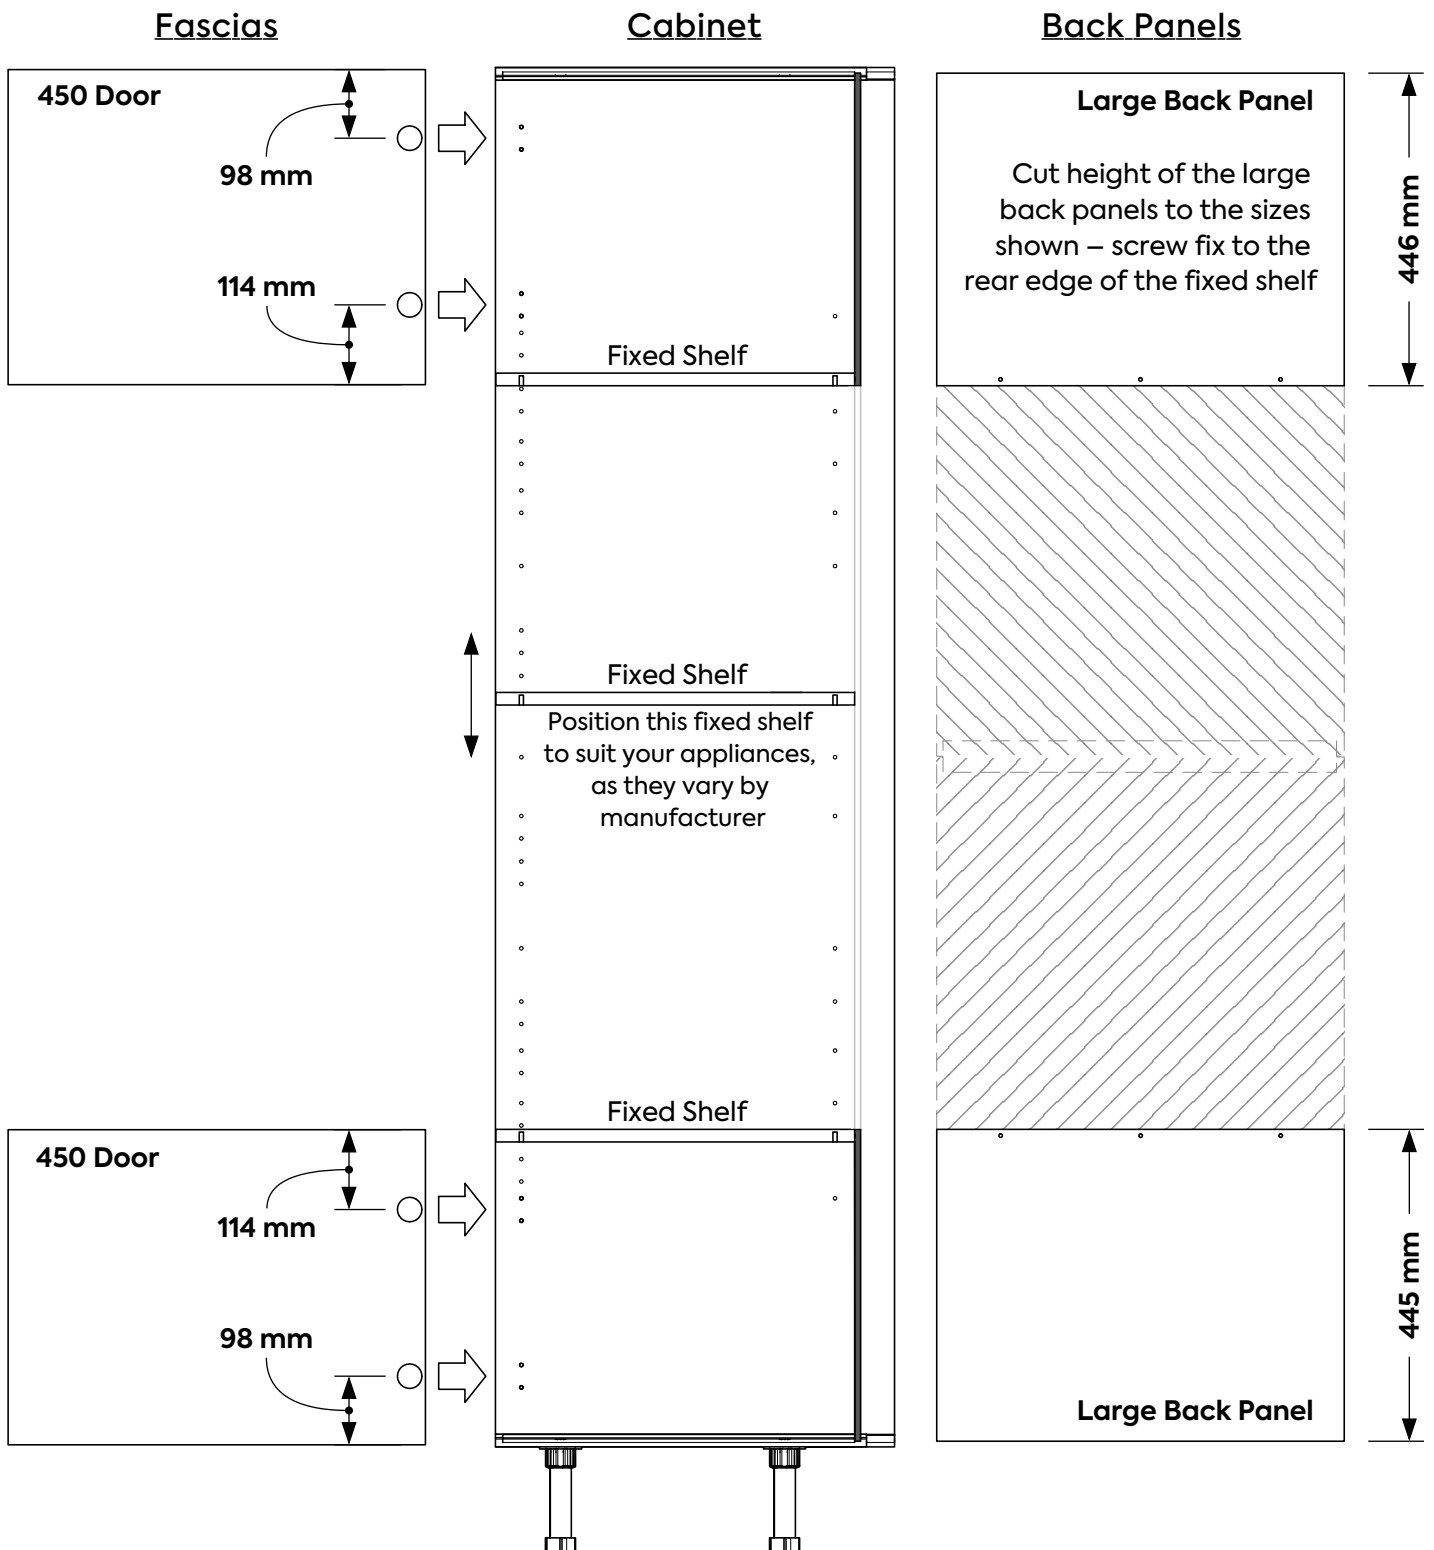 Fascias
Cabinet
Back Panels
450 Door
98 mm
114 mm
Fixed Shelf
Large Back Panel
Cut height of the large
back panels to the sizes
shown – screw fix to the
rear edge of the fixed shelf
446 mm
Fixed Shelf
Position this fixed shelf
to suit your appliances,
as they vary by
manufacturer
Fixed Shelf
450 Door
114 mm
98 mm
445 mm
Large Back Panel